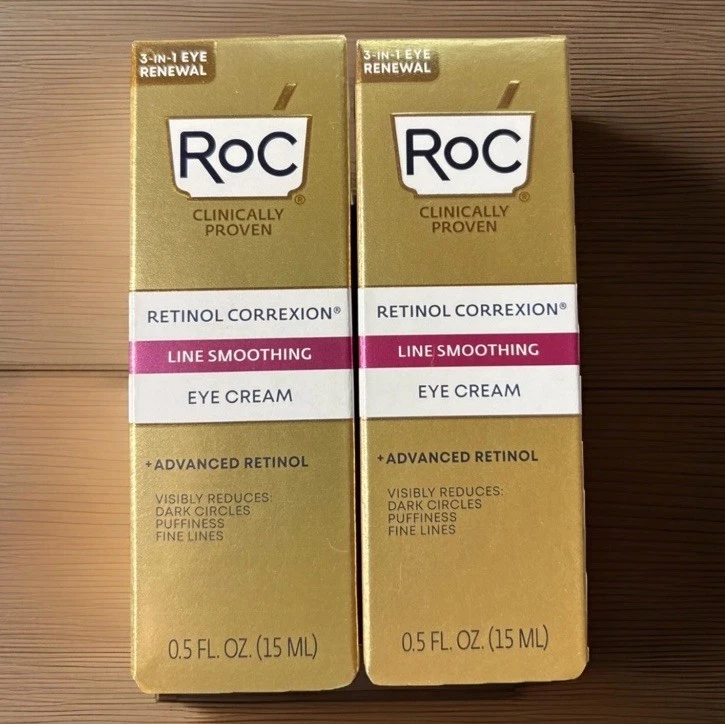 3-IN-1 EYE
RENEWAL
RoC®
CLINICALLY
PROVEN
RETINOL CORREXION®
LINE SMOOTHING
EYE CREAM
+ADVANCED RETINOL
VISIBLY REDUCES:
DARK CIRCLES
PUFFINESS
FINE LINES
0.5 FL. OZ. (15 ML)
3-IN-1 EYE
RENEWAL
RoC®
CLINICALLY
PROVEN
RETINOL CORREXION®
LINE SMOOTHING
EYE CREAM
+ADVANCED RETINOL
VISIBLY REDUCES:
DARK CIRCLES
PUFFINESS
FINE LINES
0.5 FL. OZ. (15 ML)